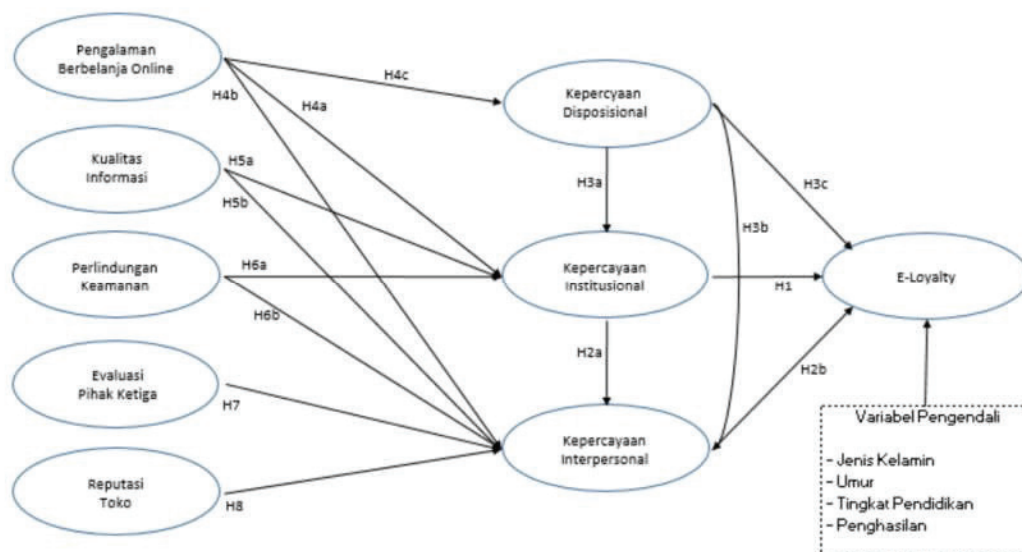 Pengalaman
Berbelanja Online
H4b
H4a
H4c
Kepercyaan
Disposisional
Kualitas
Informasi
H5a
H5b
H3a
H3b
H3c
Perlindungan
Keamanan
H6a
H6b
Kepercayaan
Institusional
H1
E-Loyalty
H2a
H2b
Evaluasi
Pihak Ketiga
H7
Kepercayaan
Interpersonal
Reputasi
Toko
H8
Variabel Pengendali
- Jenis Kelamin
- Umur
- Tingkat Pendidikan
- Penghasilan